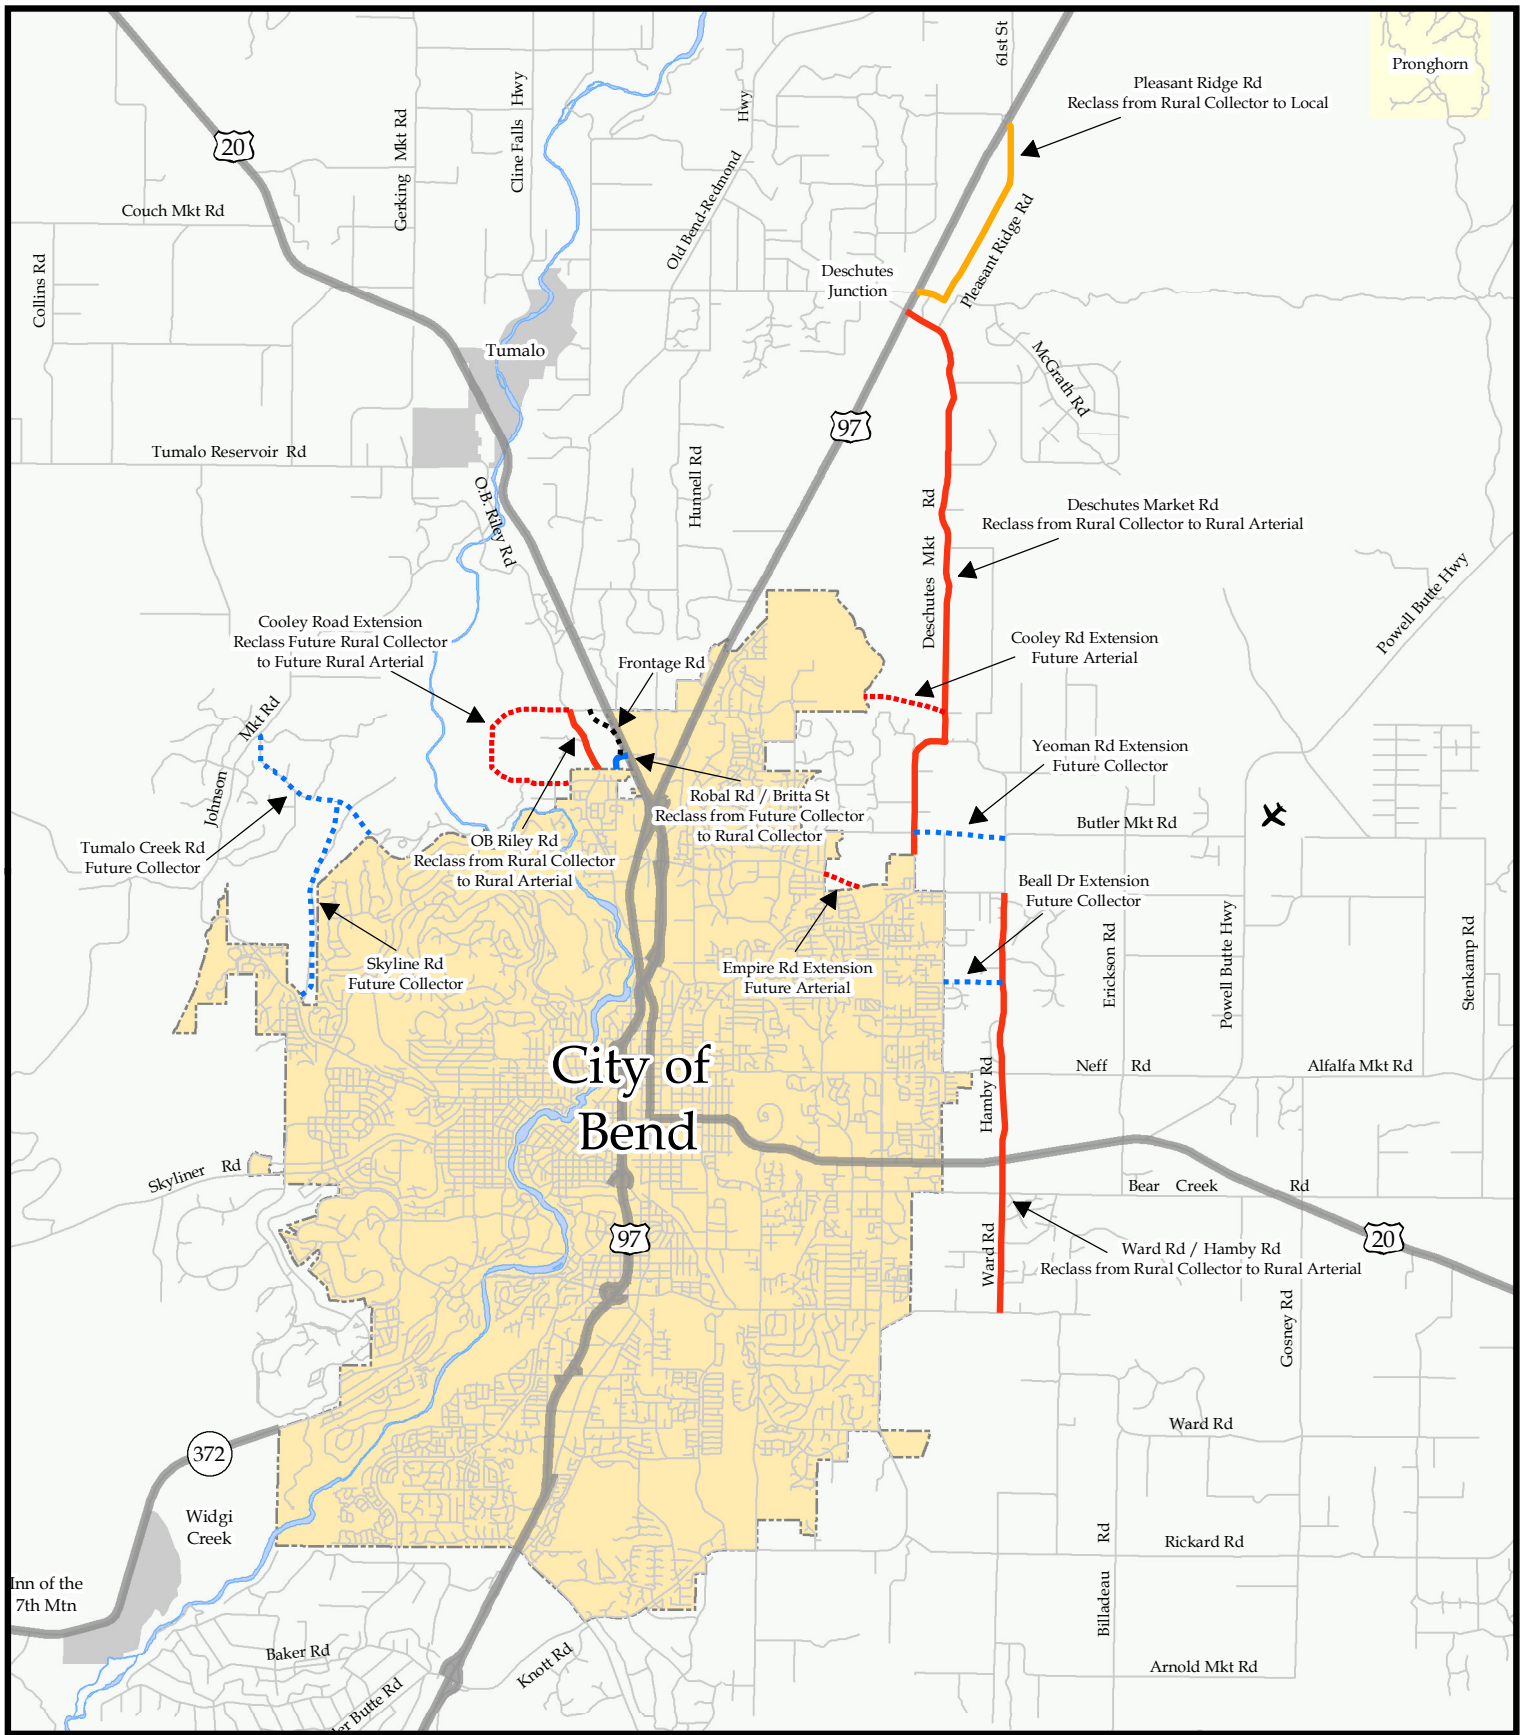 61st St
Pronghorn
Pleasant Ridge Rd
Reclass from Rural Collector to Local
20
Gerking Mkt Rd
Cline Falls Hwy
Hwy
Old Bend-Redmond
Couch Mkt Rd
Collins Rd
Deschutes
Junction
Pleasant Ridge Rd
Tumalo
McGrath Rd
97
Tumalo Reservoir Rd
O.B. Riley Rd
Hunnell Rd
Deschutes Mkt Rd
Deschutes Market Rd
Reclass from Rural Collector to Rural Arterial
Powell Butte Hwy
Cooley Road Extension
Reclass Future Rural Collector
to Future Rural Arterial
Frontage Rd
Cooley Rd Extension
Future Arterial
Johnson Mkt Rd
Yeoman Rd Extension
Future Collector
Robal Rd / Britta St
Reclass from Future Collector
to Rural Collector
Butler Mkt Rd
Tumalo Creek Rd
Future Collector
OB Riley Rd
Reclass from Rural Collector
to Rural Arterial
Beall Dr Extension
Future Collector
Skyline Rd
Future Collector
Empire Rd Extension
Future Arterial
Erickson Rd
Powell Butte Hwy
Stenkamp Rd
City of
Bend
Hamby Rd
Neff Rd
Alfalfa Mkt Rd
Skyliner Rd
Bear Creek Rd
97
20
Ward Rd
Ward Rd / Hamby Rd
Reclass from Rural Collector to Rural Arterial
Gosney Rd
Ward Rd
372
Widgi
Creek
Rickard Rd
Billadeau Rd
Inn of the
7th Mtn
Baker Rd
Knott Rd
Arnold Mkt Rd
ler Butte Rd